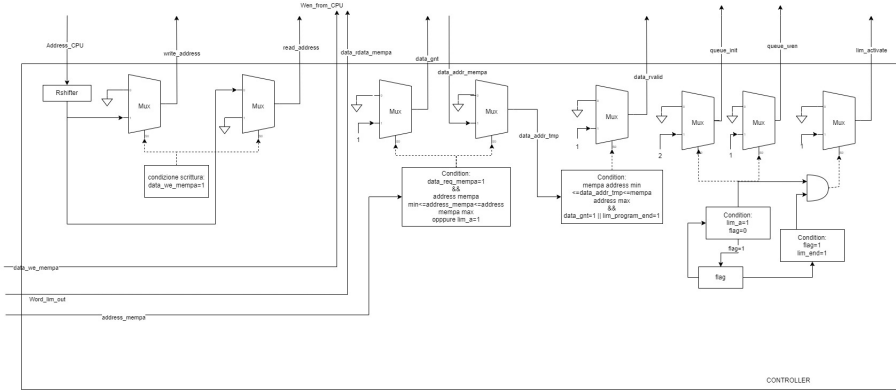 Wen_from_CPU
Address_CPU
write_address
read_address
data_rdata_mempa
data_gnt
data_addr_mempa
data_rvalid
queue_init
queue_wen
lim_activate
Rshifter
Mux
Mux
Mux
Mux
Mux
Mux
Mux
Mux
1
1
2
1
1
data_addr_tmp
condizione scrittura:
data_we_mempa=1
Condition:
data_req_mempa=1
&&
address mempa
min<=address_mempa<=address
mempa max
opppure lim_a=1
Condition:
mempa address min
<=data_addr_tmp<=mempa
address max
&&
data_gnt=1 || lim_program_end=1
Condition:
lim_a=1
flag=0
flag=1
Condition:
flag=1
lim_end=1
flag
data_we_mempa
Word_lim_out
address_mempa
CONTROLLER